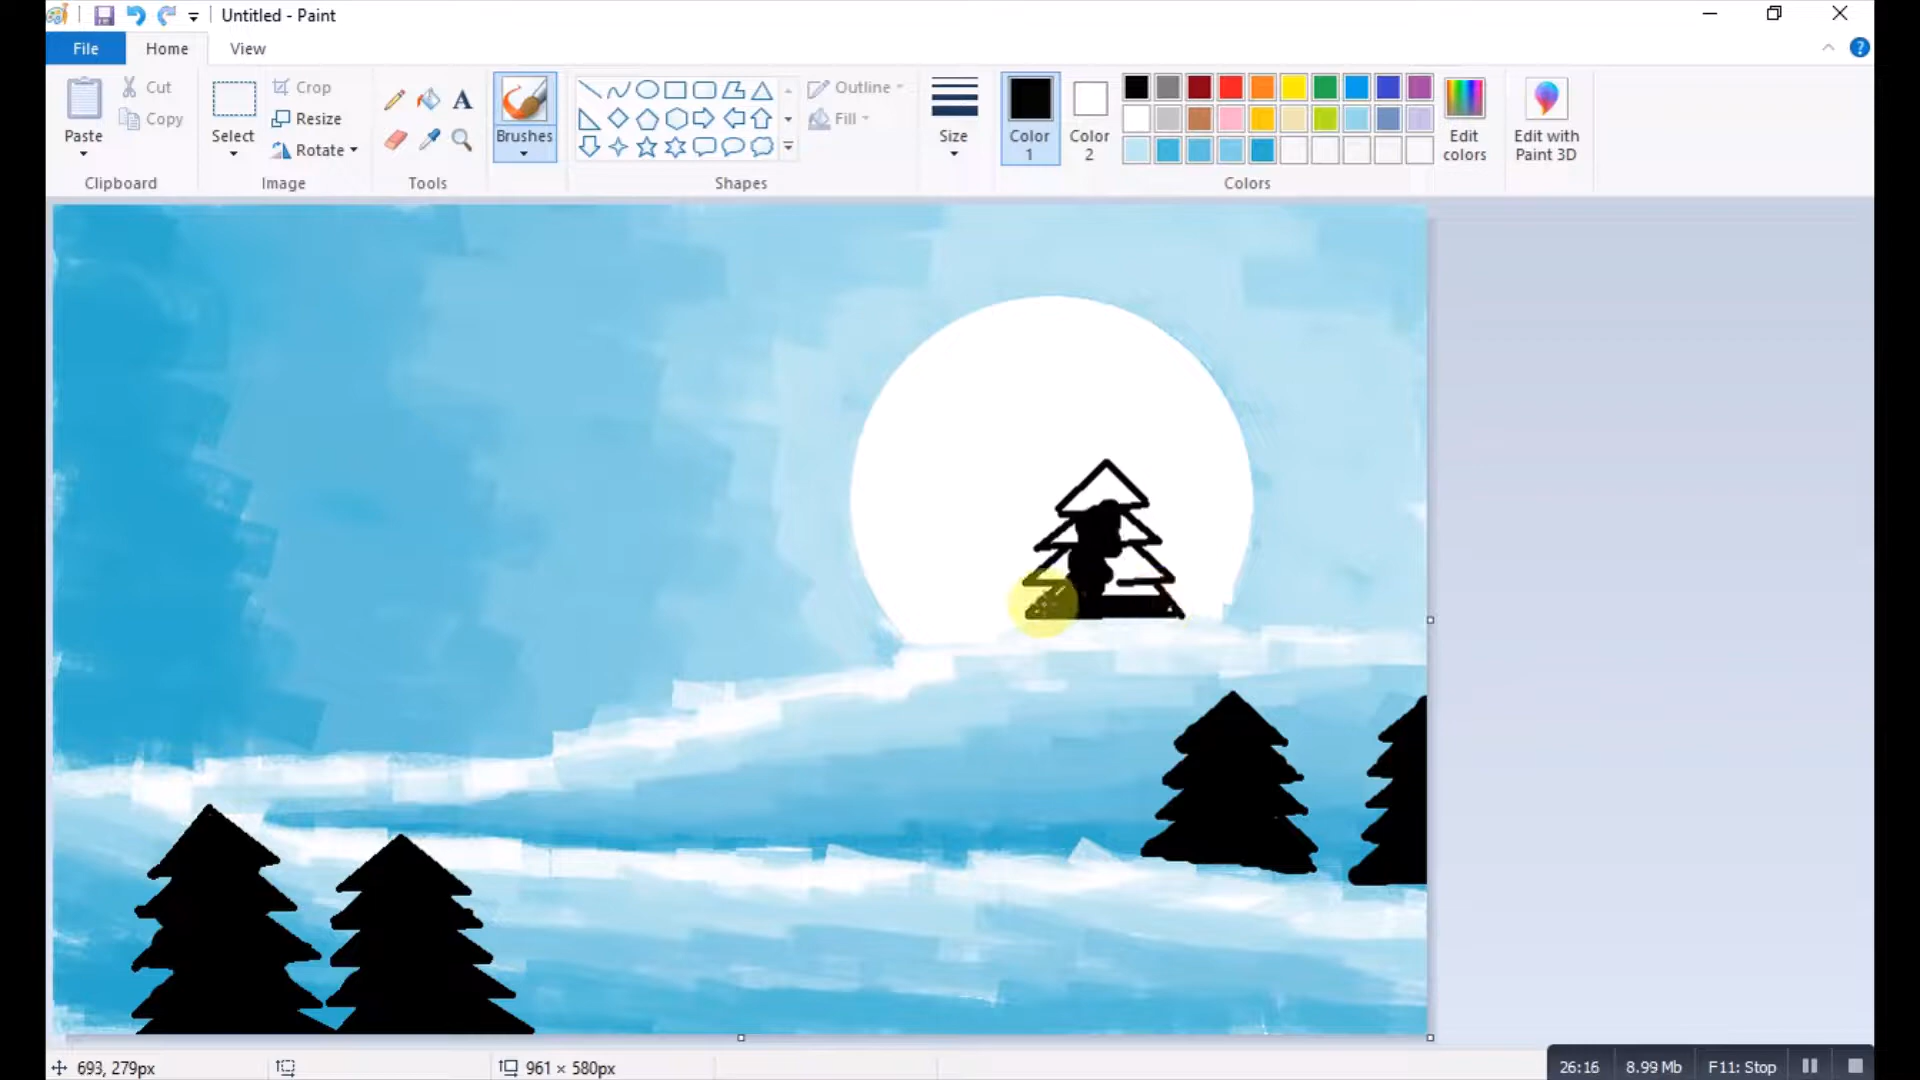 Untitled - Paint
File Home View
Paste Cut Copy
Select Crop Resize Rotate
Brushes
Outline Fill
Size
Color 1
Color 2
Edit colors
Edit with Paint 3D
Clipboard Image Tools Shapes Colors
693, 279px 961 × 580px 26:16 8.99 Mb F11: Stop